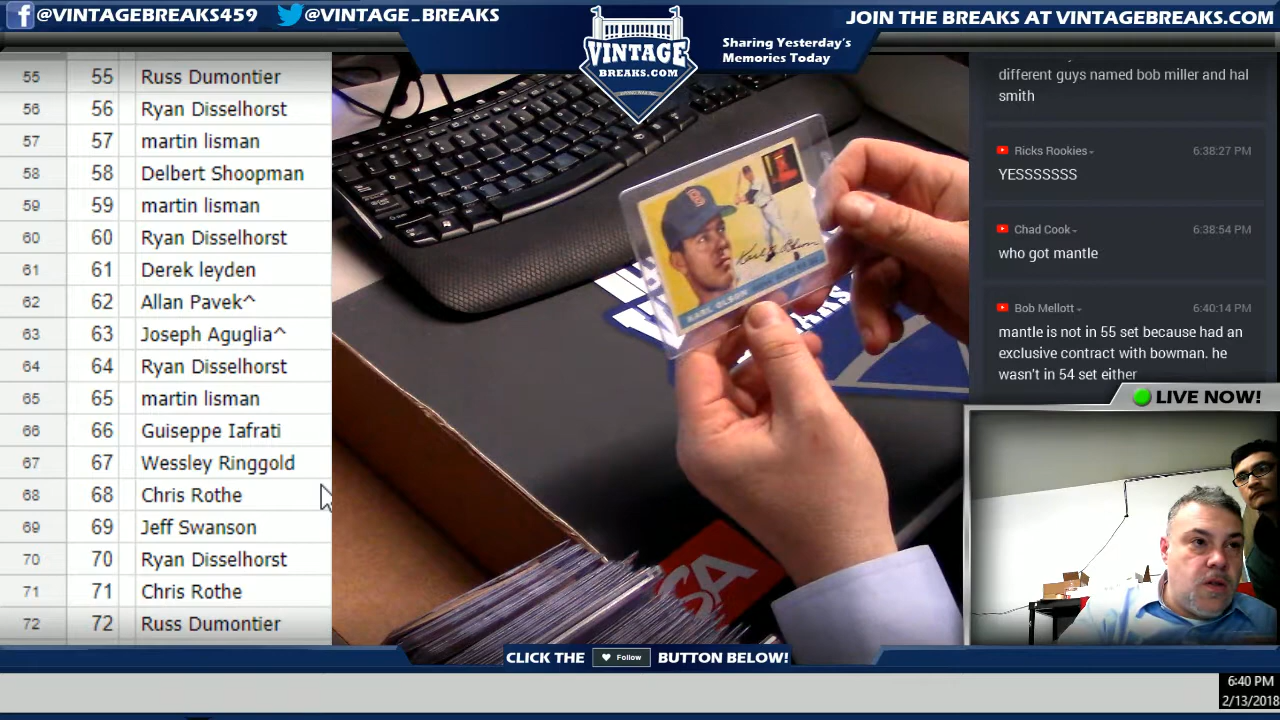 @VINTAGEBREAKS459
@VINTAGE_BREAKS
VINTAGE
BREAKS.COM
Sharing Yesterday's
Memories Today
JOIN THE BREAKS AT VINTAGEBREAKS.COM
55 55 Russ Dumontier
56 56 Ryan Disselhorst
57 57 martin lisman
58 58 Delbert Shoopman
59 59 martin lisman
60 60 Ryan Disselhorst
61 61 Derek leyden
62 62 Allan Pavek^
63 63 Joseph Aguglia^
64 64 Ryan Disselhorst
65 65 martin lisman
66 66 Guiseppe Iafrati
67 67 Wessley Ringgold
68 68 Chris Rothe
69 69 Jeff Swanson
70 70 Ryan Disselhorst
71 71 Chris Rothe
72 72 Russ Dumontier
B
Karl A. Olson
KARL OLSON
SA
different guys named bob miller and hal
smith
Ricks Rookies 6:38:27 PM
YESSSSSSS
Chad Cook 6:38:54 PM
who got mantle
Bob Mellott 6:40:14 PM
mantle is not in 55 set because had an
exclusive contract with bowman. he
wasn't in 54 set either
LIVE NOW!
CLICK THE Follow BUTTON BELOW!
6:40 PM
2/13/2018